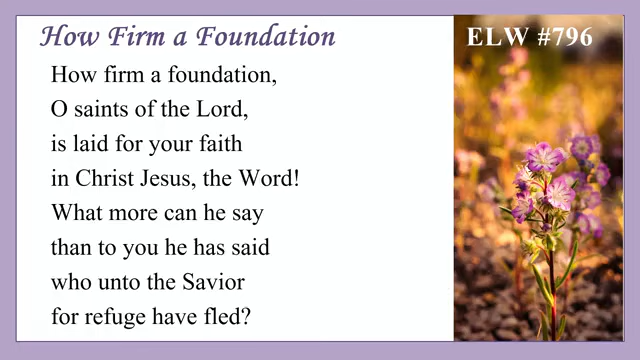 How Firm a Foundation
ELW #796
How firm a foundation,
O saints of the Lord,
is laid for your faith
in Christ Jesus, the Word!
What more can he say
than to you he has said
who unto the Savior
for refuge have fled?